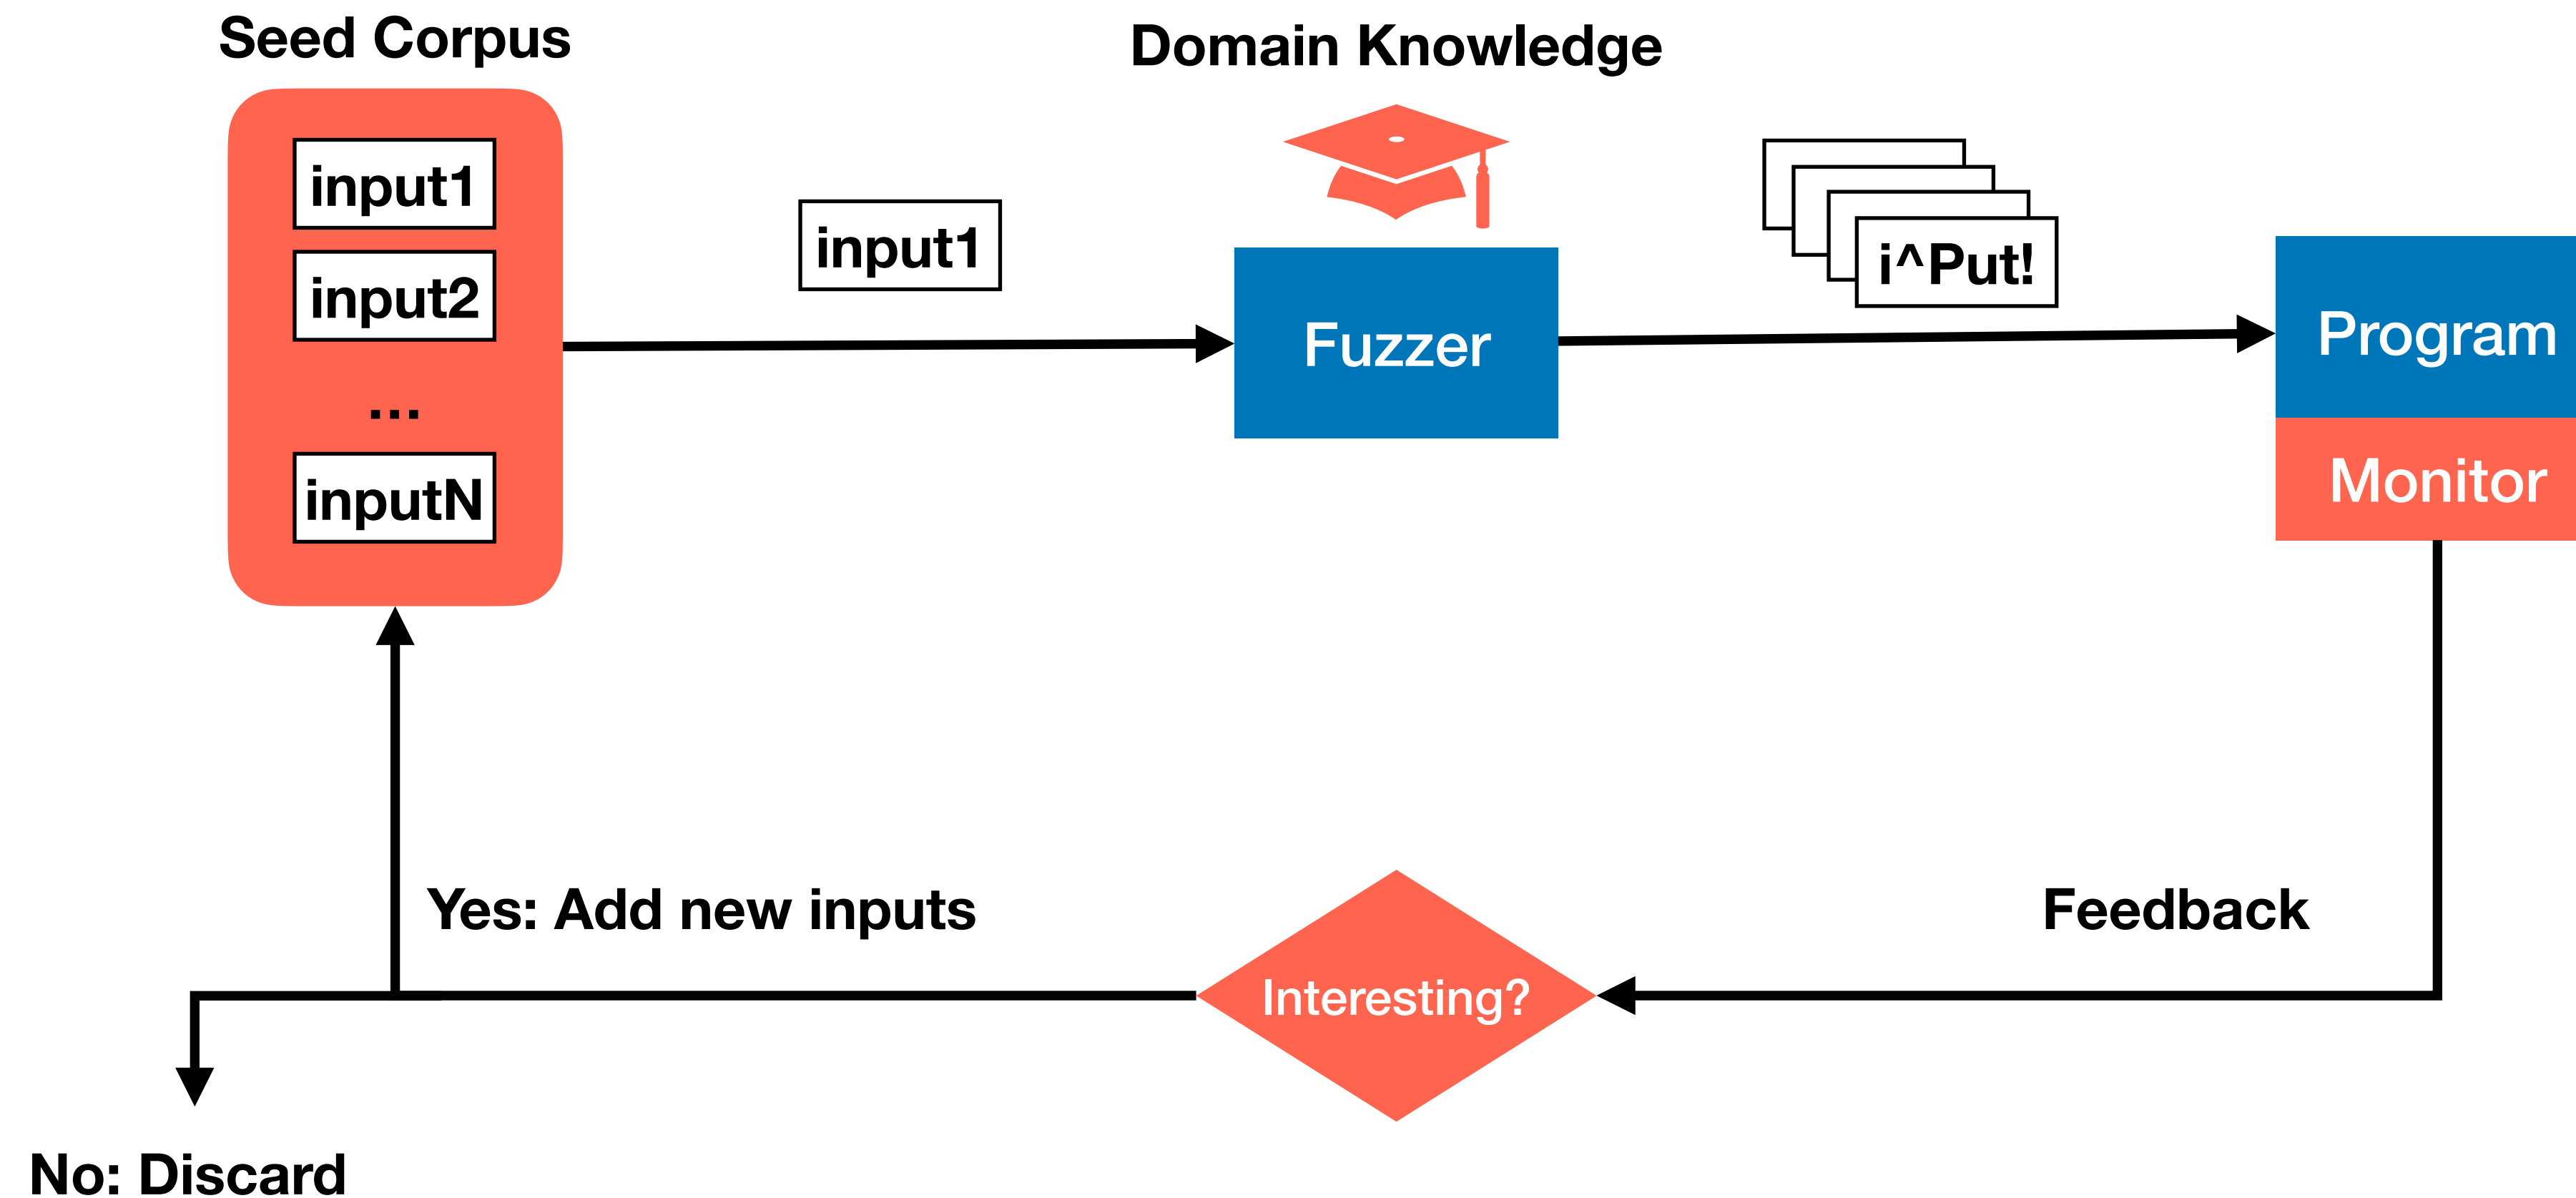 Seed Corpus
input1
input2
...
inputN
input1
Domain Knowledge
Fuzzer
i^Put!
Program
Monitor
Feedback
Interesting?
Yes: Add new inputs
No: Discard